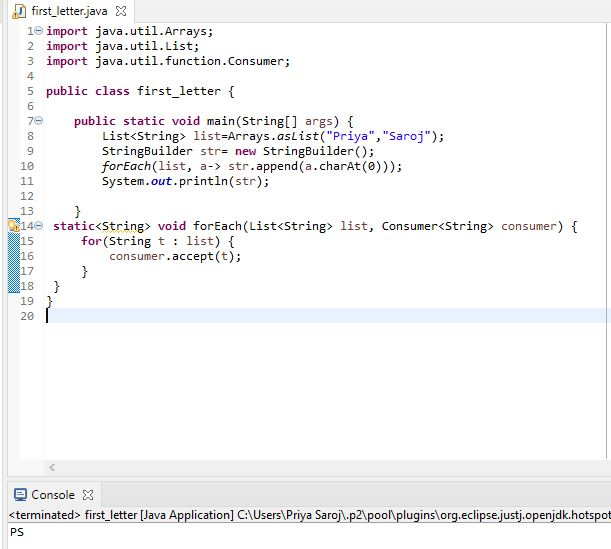 first_letter.java
1 import java.util.Arrays;
2 import java.util.List;
3 import java.util.function.Consumer;
4
5 public class first_letter {
6
7     public static void main(String[] args) {
8         List<String> list=Arrays.asList("Priya","Saroj");
9         StringBuilder str= new StringBuilder();
10         forEach(list, a-> str.append(a.charAt(0)));
11         System.out.println(str);
12
13     }
14  static<String> void forEach(List<String> list, Consumer<String> consumer) {
15      for(String t : list) {
16          consumer.accept(t);
17      }
18  }
19 }
20
Console
<terminated> first_letter [Java Application] C:\Users\Priya Saroj\.p2\pool\plugins\org.eclipse.justj.openjdk.hotspot
PS